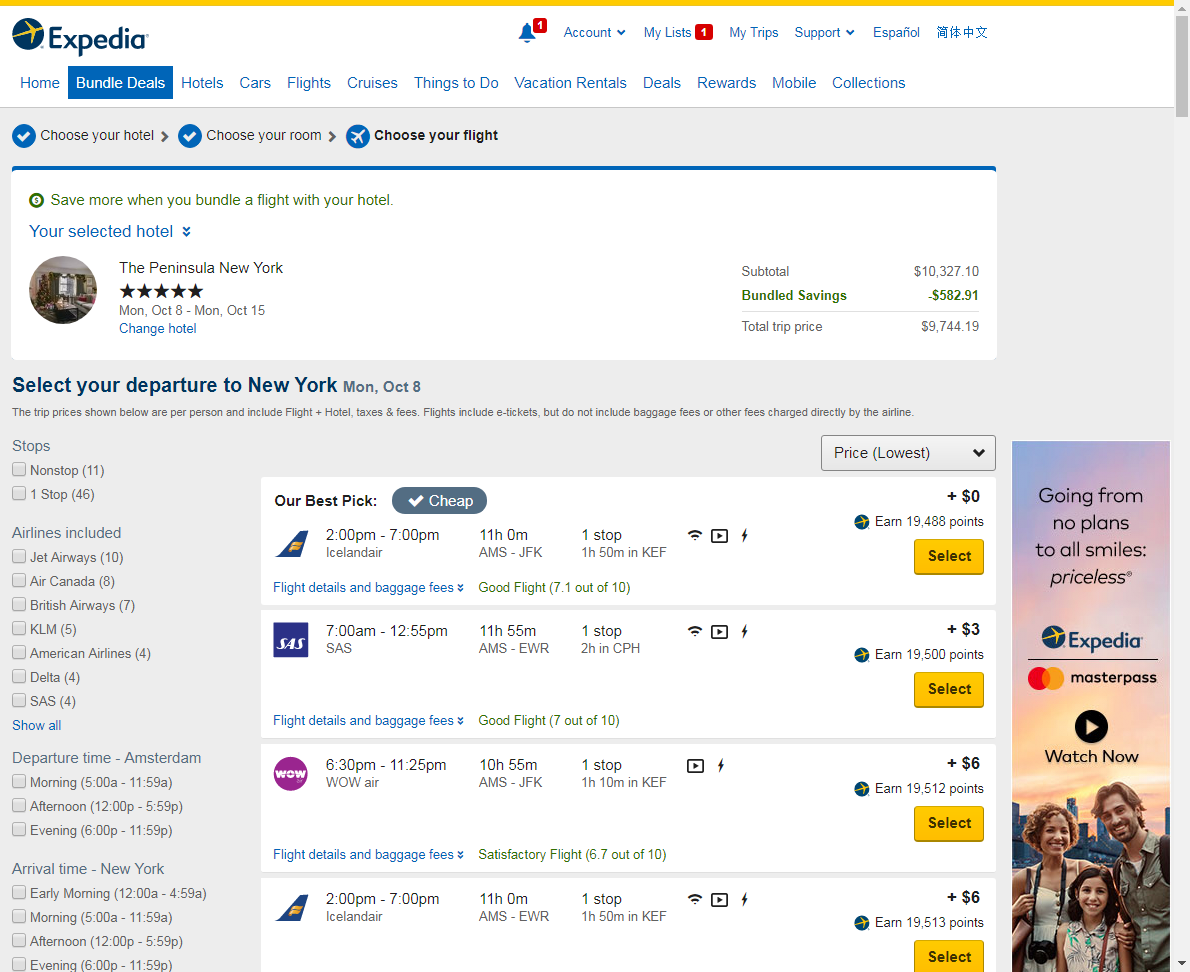 Expedia
1
Account
My Lists 1
My Trips
Support
Español
简体中文
Home
Bundle Deals
Hotels
Cars
Flights
Cruises
Things to Do
Vacation Rentals
Deals
Rewards
Mobile
Collections
Choose your hotel
Choose your room
Choose your flight
Save more when you bundle a flight with your hotel.
Your selected hotel
The Peninsula New York
Mon, Oct 8 - Mon, Oct 15
Change hotel
Subtotal $10,327.10
Bundled Savings -$582.91
Total trip price $9,744.19
Select your departure to New York Mon, Oct 8
The trip prices shown below are per person and include Flight + Hotel, taxes & fees. Flights include e-tickets, but do not include baggage fees or other fees charged directly by the airline.
Stops
Nonstop (11)
1 Stop (46)
Airlines included
Jet Airways (10)
Air Canada (8)
British Airways (7)
KLM (5)
American Airlines (4)
Delta (4)
SAS (4)
Show all
Departure time - Amsterdam
Morning (5:00a - 11:59a)
Afternoon (12:00p - 5:59p)
Evening (6:00p - 11:59p)
Arrival time - New York
Early Morning (12:00a - 4:59a)
Morning (5:00a - 11:59a)
Afternoon (12:00p - 5:59p)
Evening (6:00p - 11:59p)
Price (Lowest)
Our Best Pick: Cheap
+ $0
2:00pm - 7:00pm 11h 0m 1 stop
Earn 19,488 points
Icelandair AMS - JFK 1h 50m in KEF
Select
Flight details and baggage fees Good Flight (7.1 out of 10)
SAS
7:00am - 12:55pm 11h 55m 1 stop + $3
SAS AMS - EWR 2h in CPH
Earn 19,500 points
Select
Flight details and baggage fees Good Flight (7 out of 10)
WOW
6:30pm - 11:25pm 10h 55m 1 stop + $6
WOW air AMS - JFK 1h 10m in KEF
Earn 19,512 points
Select
Flight details and baggage fees Satisfactory Flight (6.7 out of 10)
2:00pm - 7:00pm 11h 0m 1 stop + $6
Icelandair AMS - EWR 1h 50m in KEF
Earn 19,513 points
Select
Going from
no plans
to all smiles:
priceless®
Expedia
masterpass
Watch Now